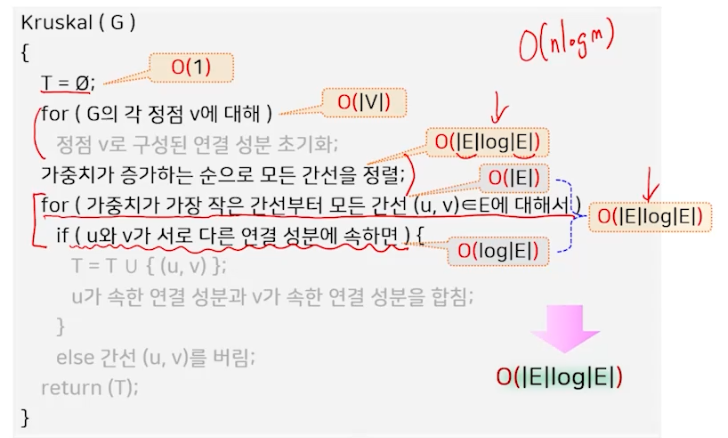 Kruskal ( G )
O(nlogn)
{
T = Ø;
O(1)
for ( G의 각 정점 v에 대해 )
O(|V|)
정점 v로 구성된 연결 성분 초기화;
O(|E|log|E|)
가중치가 증가하는 순으로 모든 간선을 정렬;
O(|E|)
for ( 가중치가 가장 작은 간선부터 모든 간선 (u, v)∈E에 대해서 )
O(|E|log|E|)
if ( u와 v가 서로 다른 연결 성분에 속하면 ) {
O(log|E|)
T = T ∪ { (u, v) };
u가 속한 연결 성분과 v가 속한 연결 성분을 합침;
}
else 간선 (u, v)를 버림;
O(|E|log|E|)
return (T);
}